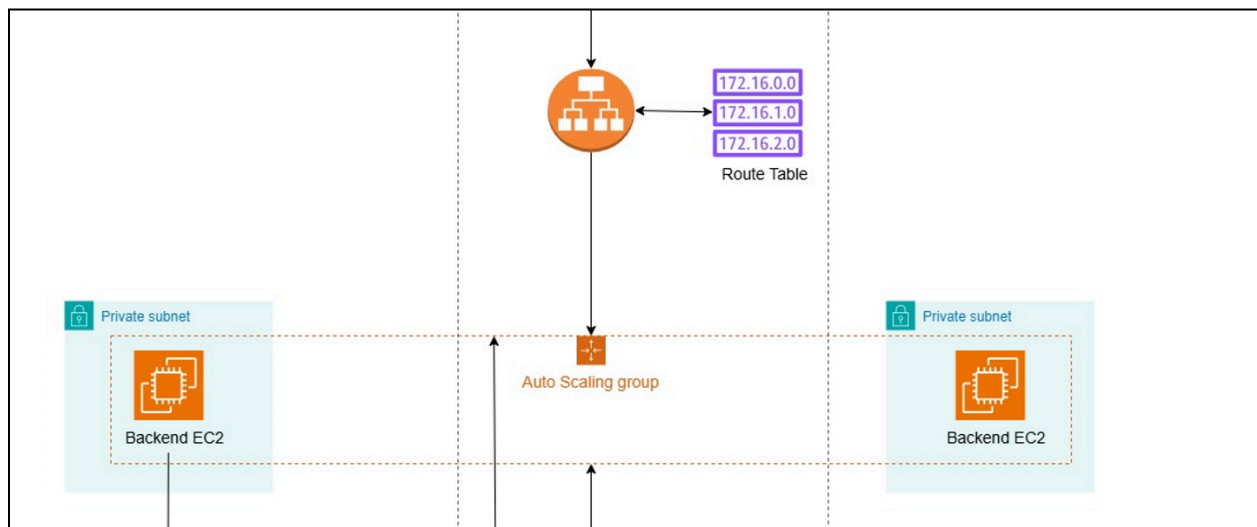 172.16.0.0
172.16.1.0
172.16.2.0
Route Table
Private subnet
Private subnet
Auto Scaling group
Backend EC2
Backend EC2